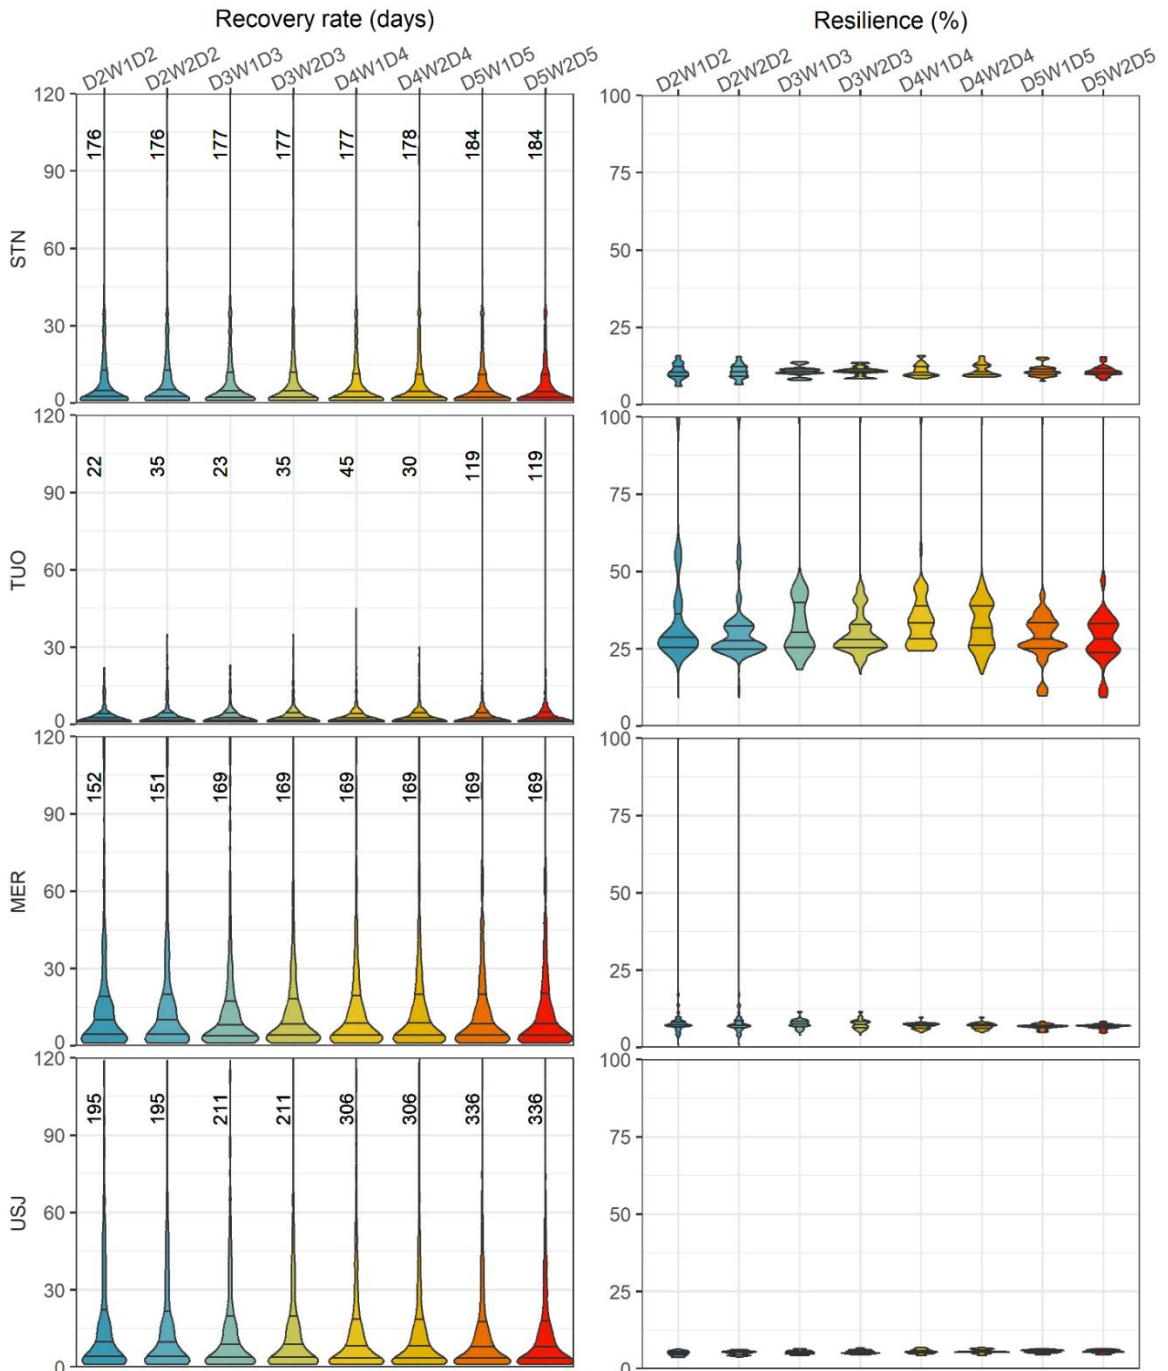 Recovery rate (days) Resilience (%)
D2W1D2 D2W2D2 D3W1D3 D3W2D3 D4W1D4 D4W2D4 D5W1D5 D5W2D5 D2W1D2 D2W2D2 D3W1D3 D3W2D3 D4W1D4 D4W2D4 D5W1D5 D5W2D5
120 100
176 176 177 177 177 178 184 184
90 75
STN
60 50
30 25
0 0
120 100
22 35 23 35 45 30 119 119
90 75
TUO
60 50
30 25
0 0
120 100
152 151 169 169 169 169 169 169
90 75
MER
60 50
30 25
0 0
120 100
195 195 211 211 306 306 336 336
90 75
USJ
60 50
30 25
0 0